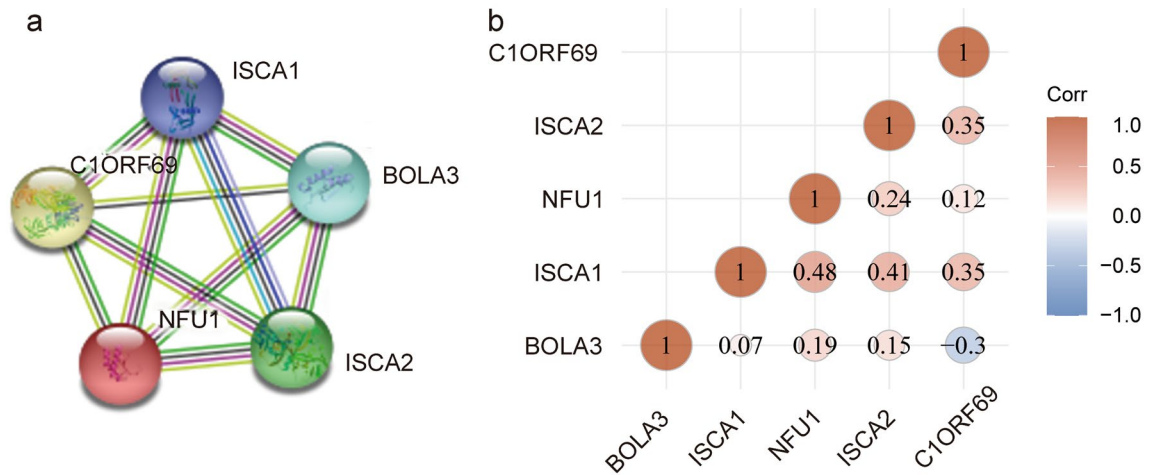 a
ISCA1
C1ORF69
BOLA3
NFU1
ISCA2
b
C1ORF69 1
ISCA2 1 0.35
NFU1 1 0.24 0.12
ISCA1 1 0.48 0.41 0.35
BOLA3 1 0.07 0.19 0.15 −0.3
BOLA3 ISCA1 NFU1 ISCA2 C1ORF69
Corr
1.0
0.5
0.0
−0.5
−1.0